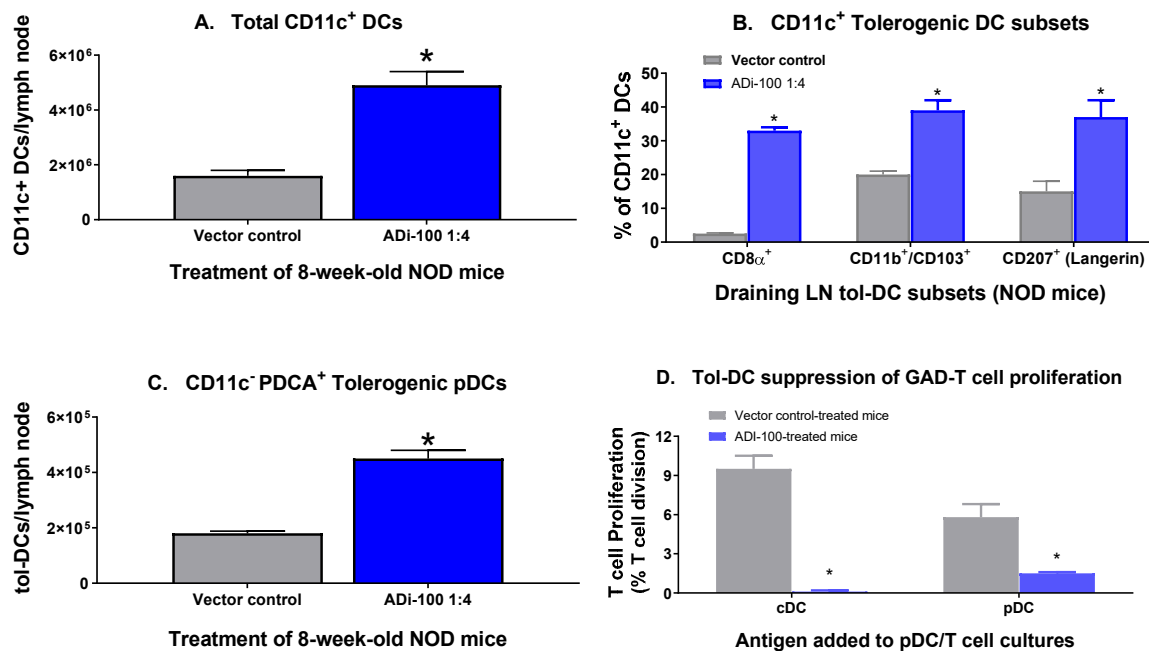 A. Total CD11c⁺ DCs
CD11c+ DCs/lymph node
6×10⁶
4×10⁶
2×10⁶
0
*
Vector control
ADi-100 1:4
Treatment of 8-week-old NOD mice
B. CD11c⁺ Tolerogenic DC subsets
Vector control
ADi-100 1:4
% of CD11c⁺ DCs
50
40
30
20
10
0
*
*
*
CD8α⁺
CD11b⁺/CD103⁺
CD207⁺ (Langerin)
Draining LN tol-DC subsets (NOD mice)
C. CD11c⁻ PDCA⁺ Tolerogenic pDCs
tol-DCs/lymph node
6×10⁵
4×10⁵
2×10⁵
0
*
Vector control
ADi-100 1:4
Treatment of 8-week-old NOD mice
D. Tol-DC suppression of GAD-T cell proliferation
Vector control-treated mice
ADI-100-treated mice
T cell Proliferation
(% T cell division)
12
9
6
3
0
*
*
cDC
pDC
Antigen added to pDC/T cell cultures